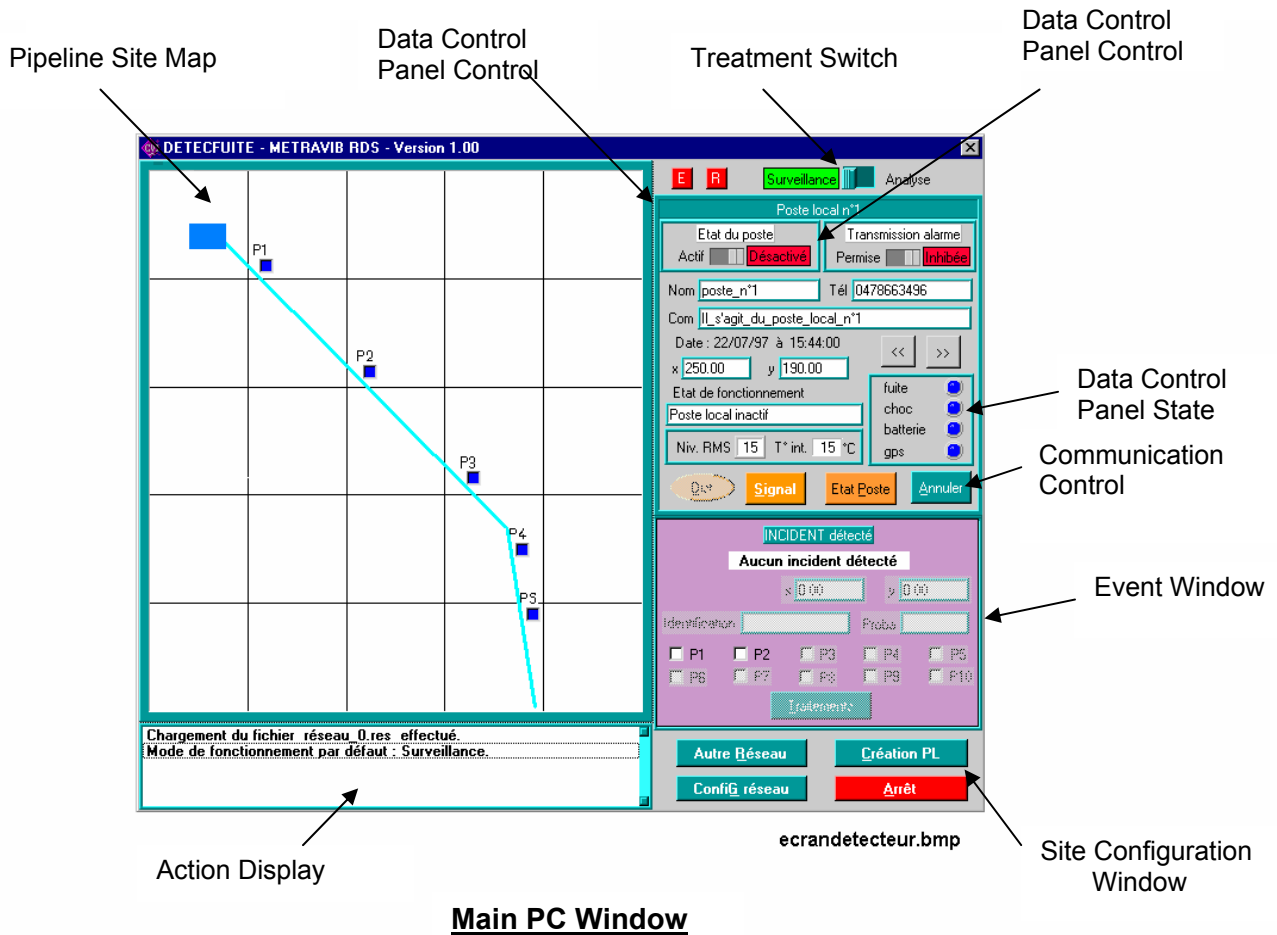 Pipeline Site Map
Data Control
Panel Control
Treatment Switch
Data Control
Panel Control
DETECFUITE - METRAVIB RDS - Version 1.00
E R Surveillance Analyse
Poste local n°1
Etat du poste Transmission alarme
Actif Désactivé Permise Inhibée
Nom poste_n°1 Tél 0478663496
Com Il_s'agit_du_poste_local_n°1
Date : 22/07/97 à 15:44:00
<< >>
x 250.00 y 190.00
Etat de fonctionnement
Poste local inactif
Niv. RMS 15 T° int. 15 °C
fuite
choc
batterie
gps
Signal Etat Poste Annuler
P1
P2
P3
P4
P5
Data Control
Panel State
Communication
Control
INCIDENT détecté
Aucun incident détecté
x 0.00 y 0.00
Identification Proba
P1 P2 P3 P4 P5
P6 P7 P8 P9 P10
Traitements
Event Window
Chargement du fichier réseau_0.res effectué.
Mode de fonctionnement par défaut : Surveillance.
Autre Réseau Création PL
ConfiG réseau Arrêt
ecrandetecteur.bmp
Action Display
Site Configuration
Window
Main PC Window